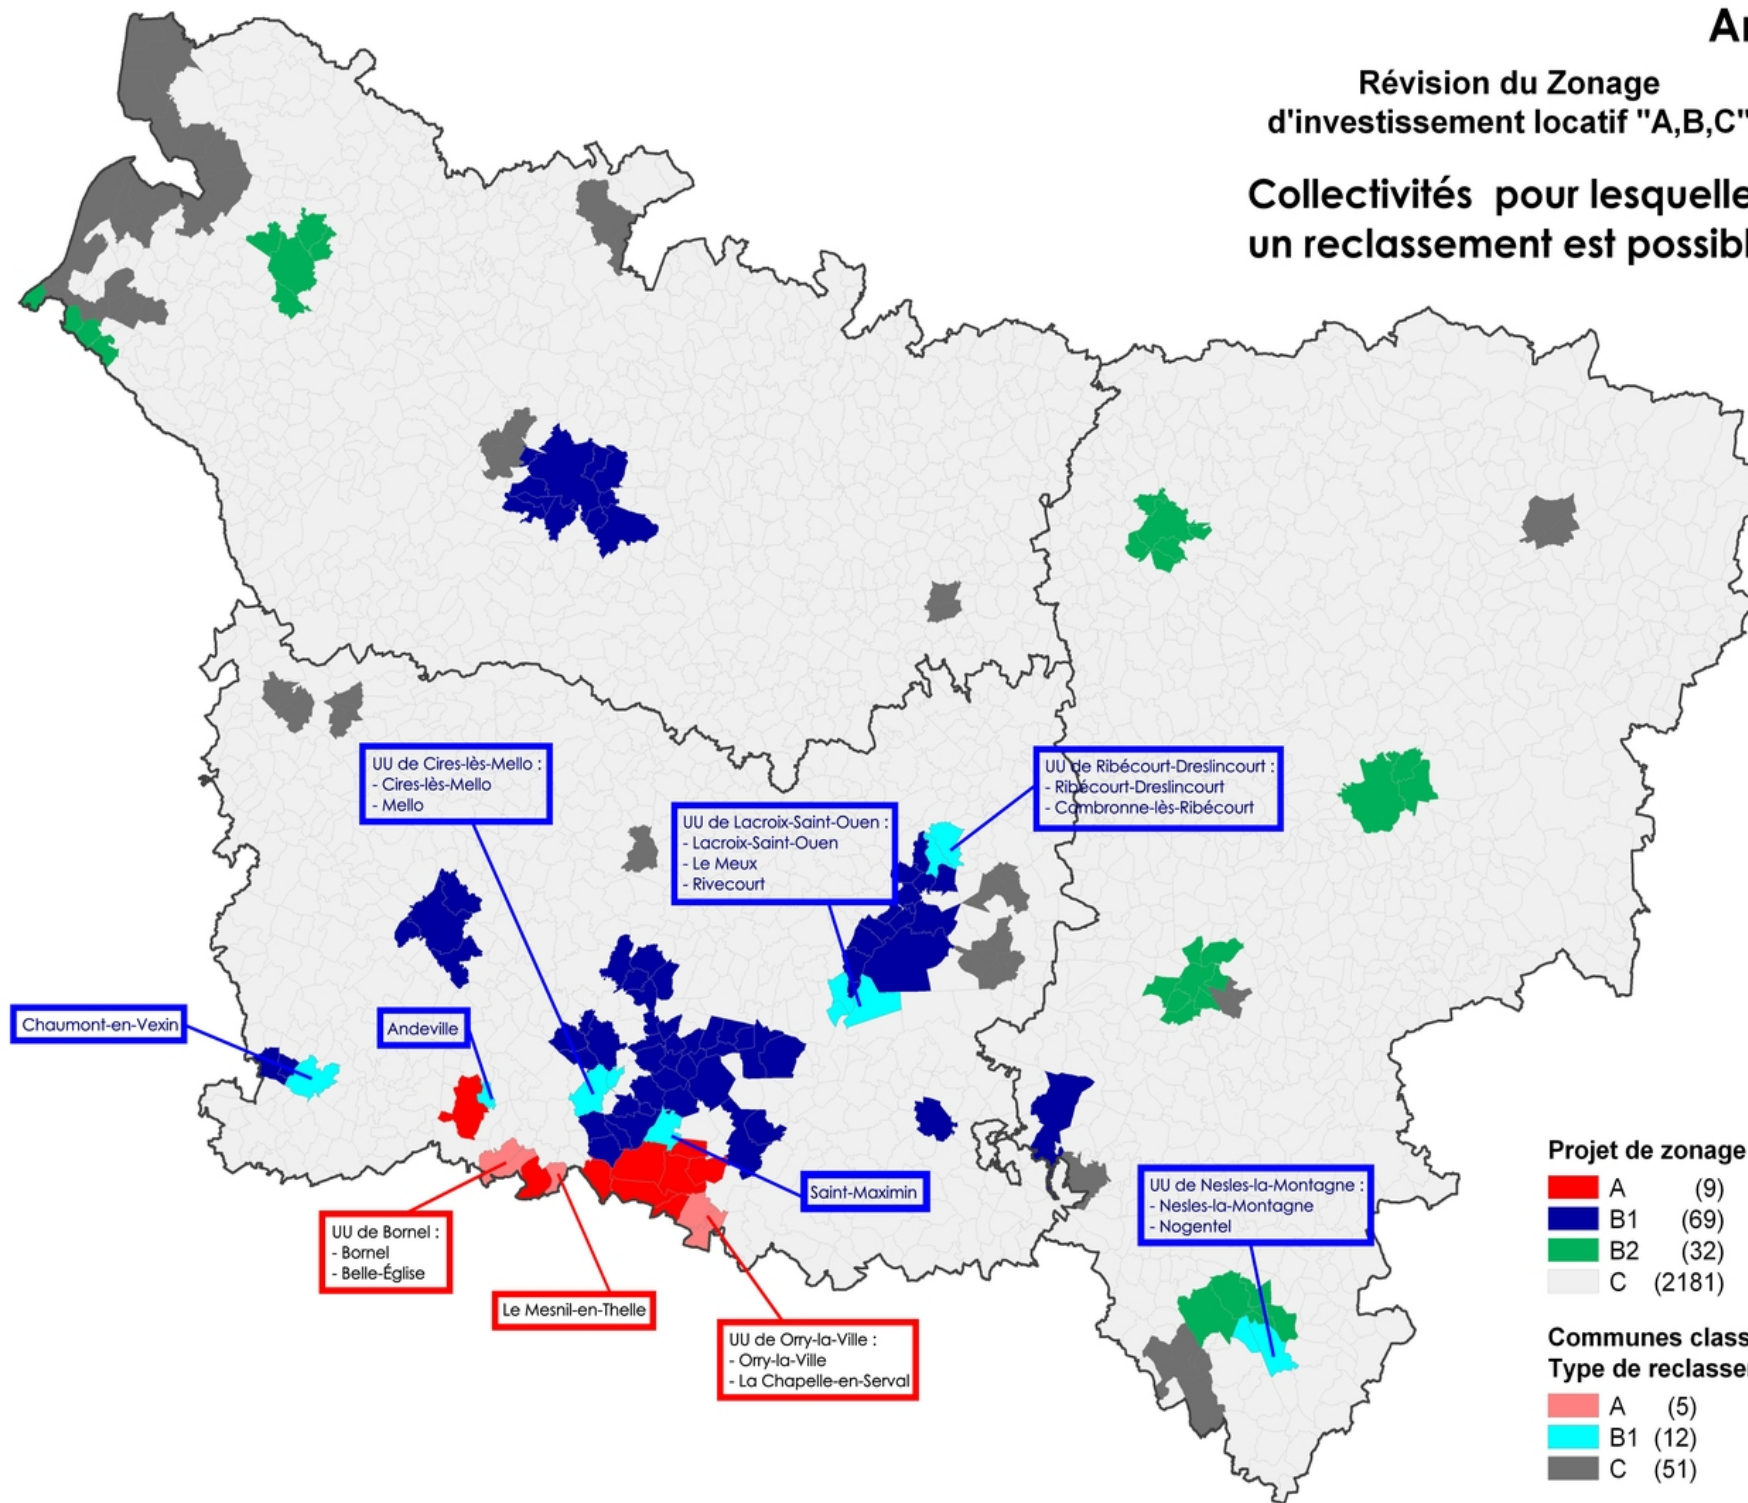 Ar
Révision du Zonage
d'investissement locatif "A,B,C"
Collectivités pour lesquelle
un reclassement est possibl
UU de Cires-lès-Mello :
- Cires-lès-Mello
- Mello
UU de Lacroix-Saint-Ouen :
- Lacroix-Saint-Ouen
- Le Meux
- Rivecourt
UU de Ribécourt-Dreslincourt :
- Ribécourt-Dreslincourt
- Cambronne-lès-Ribécourt
Chaumont-en-Vexin
Andeville
Saint-Maximin
UU de Nesles-la-Montagne :
- Nesles-la-Montagne
- Nogentel
UU de Bornel :
- Bornel
- Belle-Église
Le Mesnil-en-Thelle
UU de Orry-la-Ville :
- Orry-la-Ville
- La Chapelle-en-Serval
Projet de zonage
A (9)
B1 (69)
B2 (32)
C (2181)
Communes class
Type de reclasse
A (5)
B1 (12)
C (51)